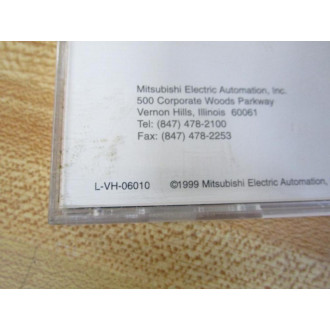 Mitsubishi Electric Automation, Inc.
500 Corporate Woods Parkway
Vernon Hills, Illinois 60061
Tel: (847) 478-2100
Fax: (847) 478-2253
L-VH-06010 ©1999 Mitsubishi Electric Automation,